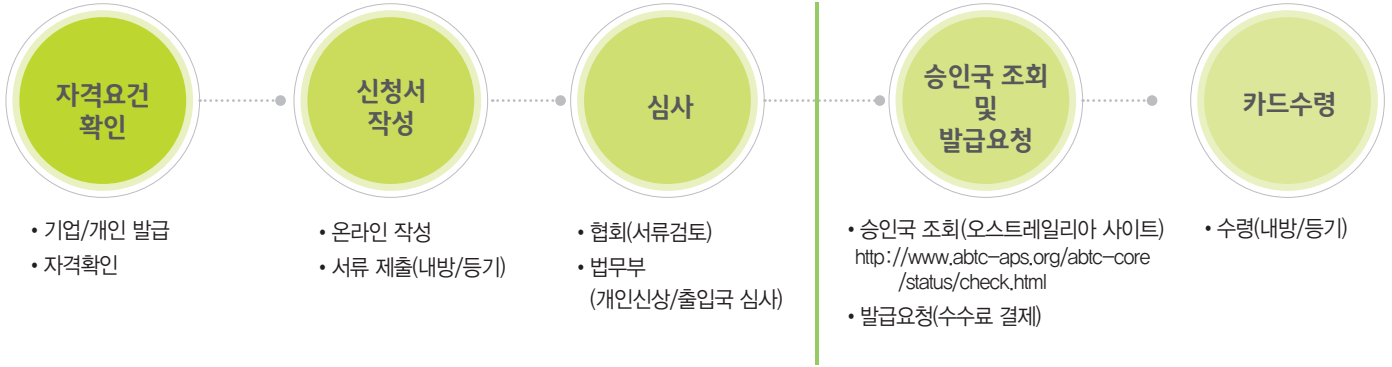 자격요건
확인
신청서
작성
심사
승인국 조회
및
발급요청
카드수령
• 기업/개인 발급
• 자격확인
• 온라인 작성
• 서류 제출(내방/등기)
• 협회(서류검토)
• 법무부
(개인신상/출입국 심사)
• 승인국 조회(오스트레일리아 사이트)
http://www.abtc-aps.org/abtc-core
/status/check.html
• 발급요청(수수료 결제)
• 수령(내방/등기)